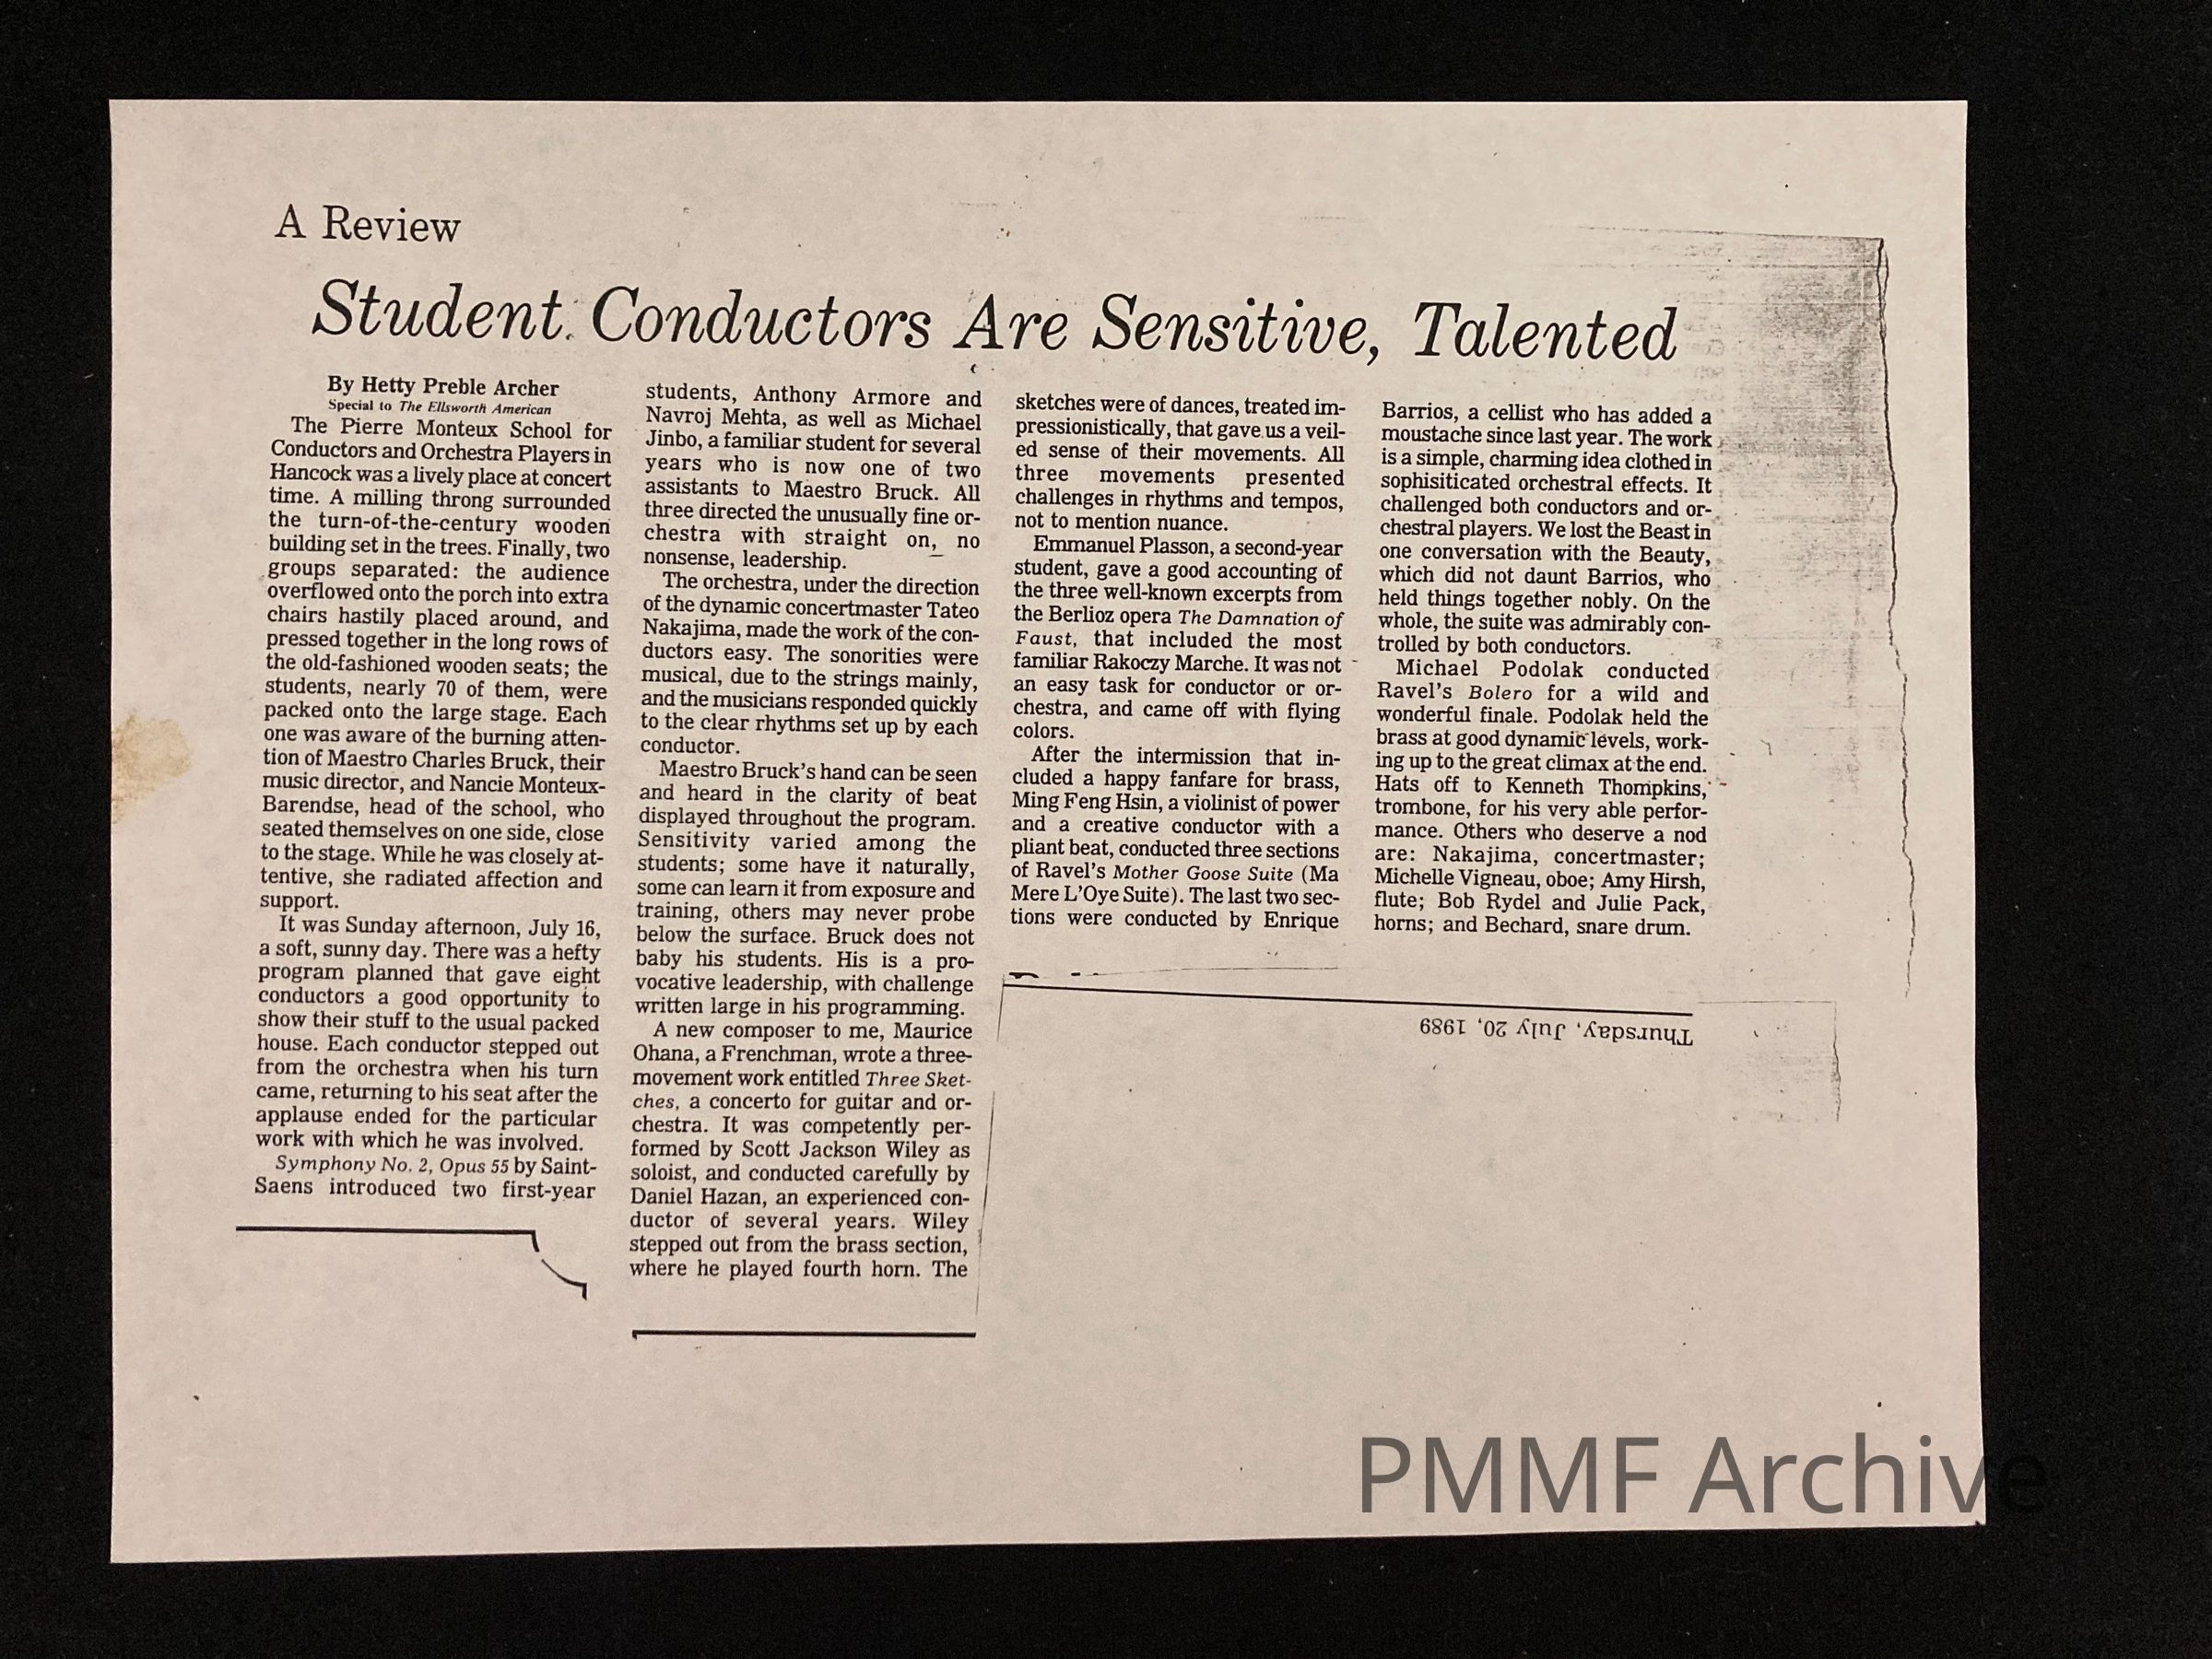 A Review
Student Conductors Are Sensitive, Talented
By Hetty Preble Archer
Special to The Ellsworth American
The Pierre Monteux School for
Conductors and Orchestra Players in
Hancock was a lively place at concert
time. A milling throng surrounded
the turn-of-the-century wooden
building set in the trees. Finally, two
groups separated: the audience
overflowed onto the porch into extra
chairs hastily placed around, and
pressed together in the long rows of
the old-fashioned wooden seats; the
students, nearly 70 of them, were
packed onto the large stage. Each
one was aware of the burning atten-
tion of Maestro Charles Bruck, their
music director, and Nancie Monteux-
Barendse, head of the school, who
seated themselves on one side, close
to the stage. While he was closely at-
tentive, she radiated affection and
support.
It was Sunday afternoon, July 16,
a soft, sunny day. There was a hefty
program planned that gave eight
conductors a good opportunity to
show their stuff to the usual packed
house. Each conductor stepped out
from the orchestra when his turn
came, returning to his seat after the
applause ended for the particular
work with which he was involved.
Symphony No. 2, Opus 55 by Saint-
Saens introduced two first-year
students, Anthony Armore and
Navroj Mehta, as well as Michael
Jinbo, a familiar student for several
years who is now one of two
assistants to Maestro Bruck. All
three directed the unusually fine or-
chestra with straight on, no
nonsense, leadership.
The orchestra, under the direction
of the dynamic concertmaster Tateo
Nakajima, made the work of the con-
ductors easy. The sonorities were
musical, due to the strings mainly,
and the musicians responded quickly
to the clear rhythms set up by each
conductor.
Maestro Bruck's hand can be seen
and heard in the clarity of beat
displayed throughout the program.
Sensitivity varied among the
students; some have it naturally,
some can learn it from exposure and
training, others may never probe
below the surface. Bruck does not
baby his students. His is a pro-
vocative leadership, with challenge
written large in his programming.
A new composer to me, Maurice
Ohana, a Frenchman, wrote a three-
movement work entitled Three Sket-
ches, a concerto for guitar and or-
chestra. It was competently per-
formed by Scott Jackson Wiley as
soloist, and conducted carefully by
Daniel Hazan, an experienced con-
ductor of several years. Wiley
stepped out from the brass section,
where he played fourth horn. The
sketches were of dances, treated im-
pressionistically, that gave us a veil-
ed sense of their movements. All
three movements presented
challenges in rhythms and tempos,
not to mention nuance.
Emmanuel Plasson, a second-year
student, gave a good accounting of
the three well-known excerpts from
the Berlioz opera The Damnation of
Faust, that included the most
familiar Rakoczy Marche. It was not
an easy task for conductor or or-
chestra, and came off with flying
colors.
After the intermission that in-
cluded a happy fanfare for brass,
Ming Feng Hsin, a violinist of power
and a creative conductor with a
pliant beat, conducted three sections
of Ravel's Mother Goose Suite (Ma
Mere L'Oye Suite). The last two sec-
tions were conducted by Enrique
Barrios, a cellist who has added a
moustache since last year. The work
is a simple, charming idea clothed in
sophisiticated orchestral effects. It
challenged both conductors and or-
chestral players. We lost the Beast in
one conversation with the Beauty,
which did not daunt Barrios, who
held things together nobly. On the
whole, the suite was admirably con-
trolled by both conductors.
Michael Podolak conducted
Ravel's Bolero for a wild and
wonderful finale. Podolak held the
brass at good dynamic levels, work-
ing up to the great climax at the end.
Hats off to Kenneth Thompkins,
trombone, for his very able perfor-
mance. Others who deserve a nod
are: Nakajima, concertmaster;
Michelle Vigneau, oboe; Amy Hirsh,
flute; Bob Rydel and Julie Pack,
horns; and Bechard, snare drum.
Thursday, July 20, 1989
PMMF Archive